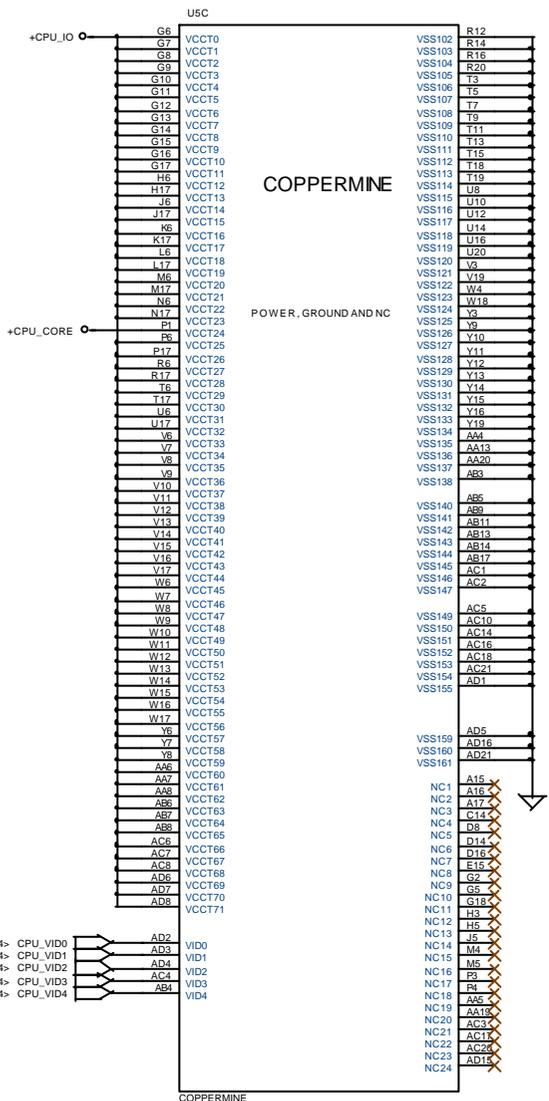 U5C
COPPERMINE
POWER, GROUND AND NC
+CPU_IO
G6 VCCT0
G7 VCCT1
G8 VCCT2
G9 VCCT3
G10 VCCT4
G11 VCCT5
G12 VCCT6
G13 VCCT7
G14 VCCT8
G15 VCCT9
G16 VCCT10
G17 VCCT11
H6 VCCT12
H17 VCCT13
J6 VCCT14
J17 VCCT15
K6 VCCT16
K17 VCCT17
L6 VCCT18
L17 VCCT19
M6 VCCT20
M17 VCCT21
N6 VCCT22
N17 VCCT23
+CPU_CORE
P1 VCCT24
P6 VCCT25
P17 VCCT26
R6 VCCT27
R17 VCCT28
T6 VCCT29
T17 VCCT30
U6 VCCT31
U17 VCCT32
V6 VCCT33
V7 VCCT34
V8 VCCT35
V9 VCCT36
V10 VCCT37
V11 VCCT38
V12 VCCT39
V13 VCCT40
V14 VCCT41
V15 VCCT42
V16 VCCT43
V17 VCCT44
W6 VCCT45
W7 VCCT46
W8 VCCT47
W9 VCCT48
W10 VCCT49
W11 VCCT50
W12 VCCT51
W13 VCCT52
W14 VCCT53
W15 VCCT54
W16 VCCT55
W17 VCCT56
Y6 VCCT57
Y7 VCCT58
Y8 VCCT59
AA6 VCCT60
AA7 VCCT61
AA8 VCCT62
AB6 VCCT63
AB7 VCCT64
AB8 VCCT65
AC6 VCCT66
AC7 VCCT67
AC8 VCCT68
AD6 VCCT69
AD7 VCCT70
AD8 VCCT71
4> CPU_VID0 AD2 VID0
4> CPU_VID1 AD3 VID1
4> CPU_VID2 AD4 VID2
4> CPU_VID3 AC4 VID3
4> CPU_VID4 AB4 VID4
VSS102 R12
VSS103 R14
VSS104 R16
VSS105 R20
VSS106 T3
VSS107 T5
VSS108 T7
VSS109 T9
VSS110 T11
VSS111 T13
VSS112 T15
VSS113 T18
VSS114 T19
VSS115 U8
VSS116 U10
VSS117 U12
VSS118 U14
VSS119 U16
VSS120 U20
VSS121 V3
VSS122 V19
VSS123 W4
VSS124 W18
VSS125 Y3
VSS126 Y9
VSS127 Y10
VSS128 Y11
VSS129 Y12
VSS130 Y13
VSS131 Y14
VSS132 Y15
VSS133 Y16
VSS134 Y19
VSS135 AA4
VSS136 AA13
VSS137 AA20
VSS138 AB3
VSS140 AB5
VSS141 AB9
VSS142 AB11
VSS143 AB13
VSS144 AB14
VSS145 AB17
VSS146 AC1
VSS147 AC2
VSS149 AC5
VSS150 AC10
VSS151 AC14
VSS152 AC16
VSS153 AC18
VSS154 AC21
VSS155 AD1
VSS159 AD5
VSS160 AD16
VSS161 AD21
NC1 A15
NC2 A16
NC3 A17
NC4 C14
NC5 D8
NC6 D14
NC7 D16
NC8 E15
NC9 G2
NC10 G5
NC11 G18
NC12 H3
NC13 H5
NC14 J5
NC15 M4
NC16 M5
NC17 P3
NC18 P4
NC19 AA5
NC20 AA19
NC21 AC3
NC22 AC17
NC23 AC20
NC24 AD15
COPPERMINE